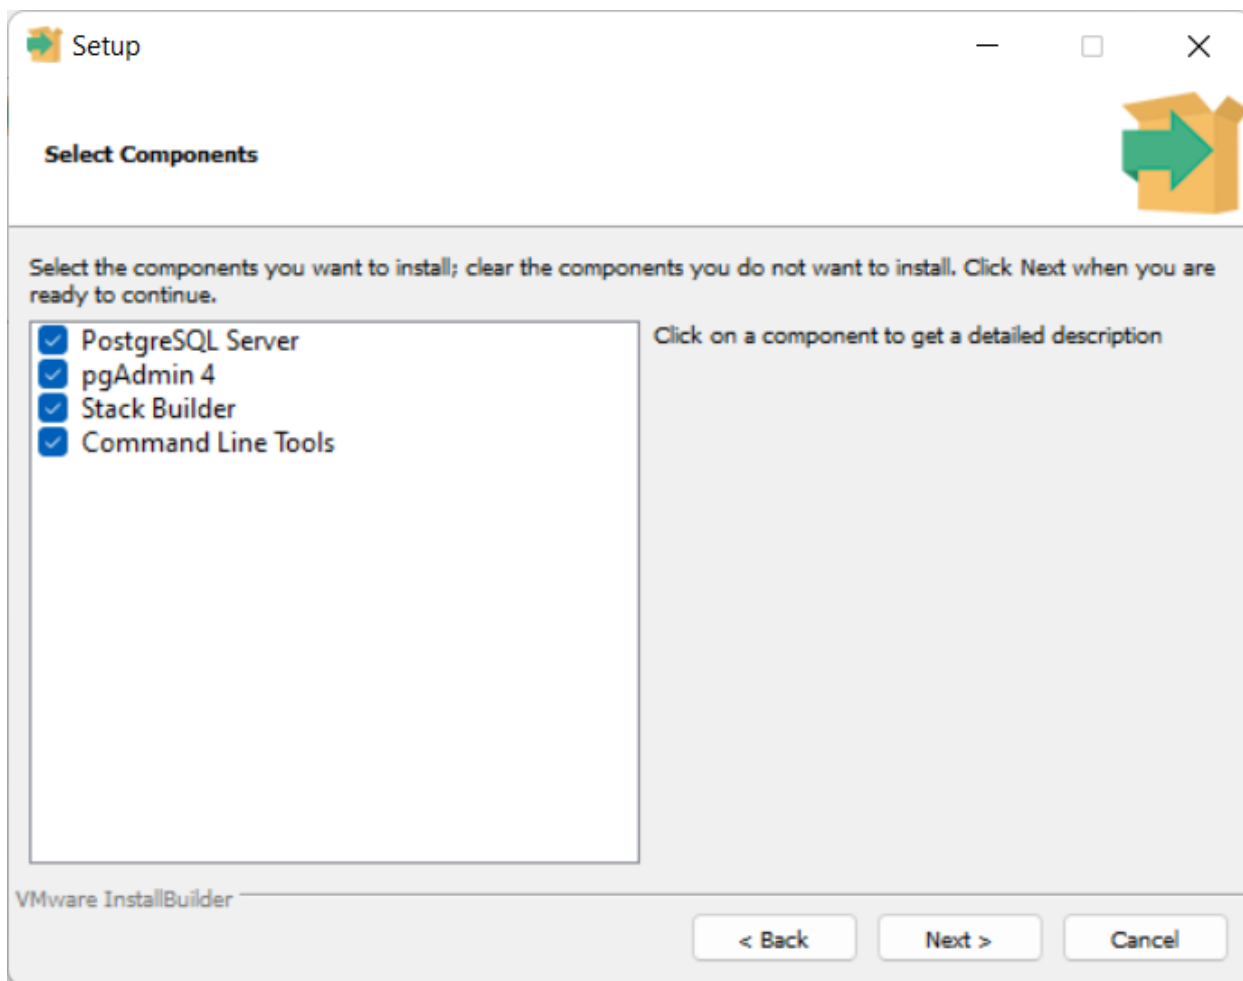 Setup
Select Components
Select the components you want to install; clear the components you do not want to install. Click Next when you are
ready to continue.
PostgreSQL Server
pgAdmin 4
Stack Builder
Command Line Tools
Click on a component to get a detailed description
VMware InstallBuilder
< Back
Next >
Cancel